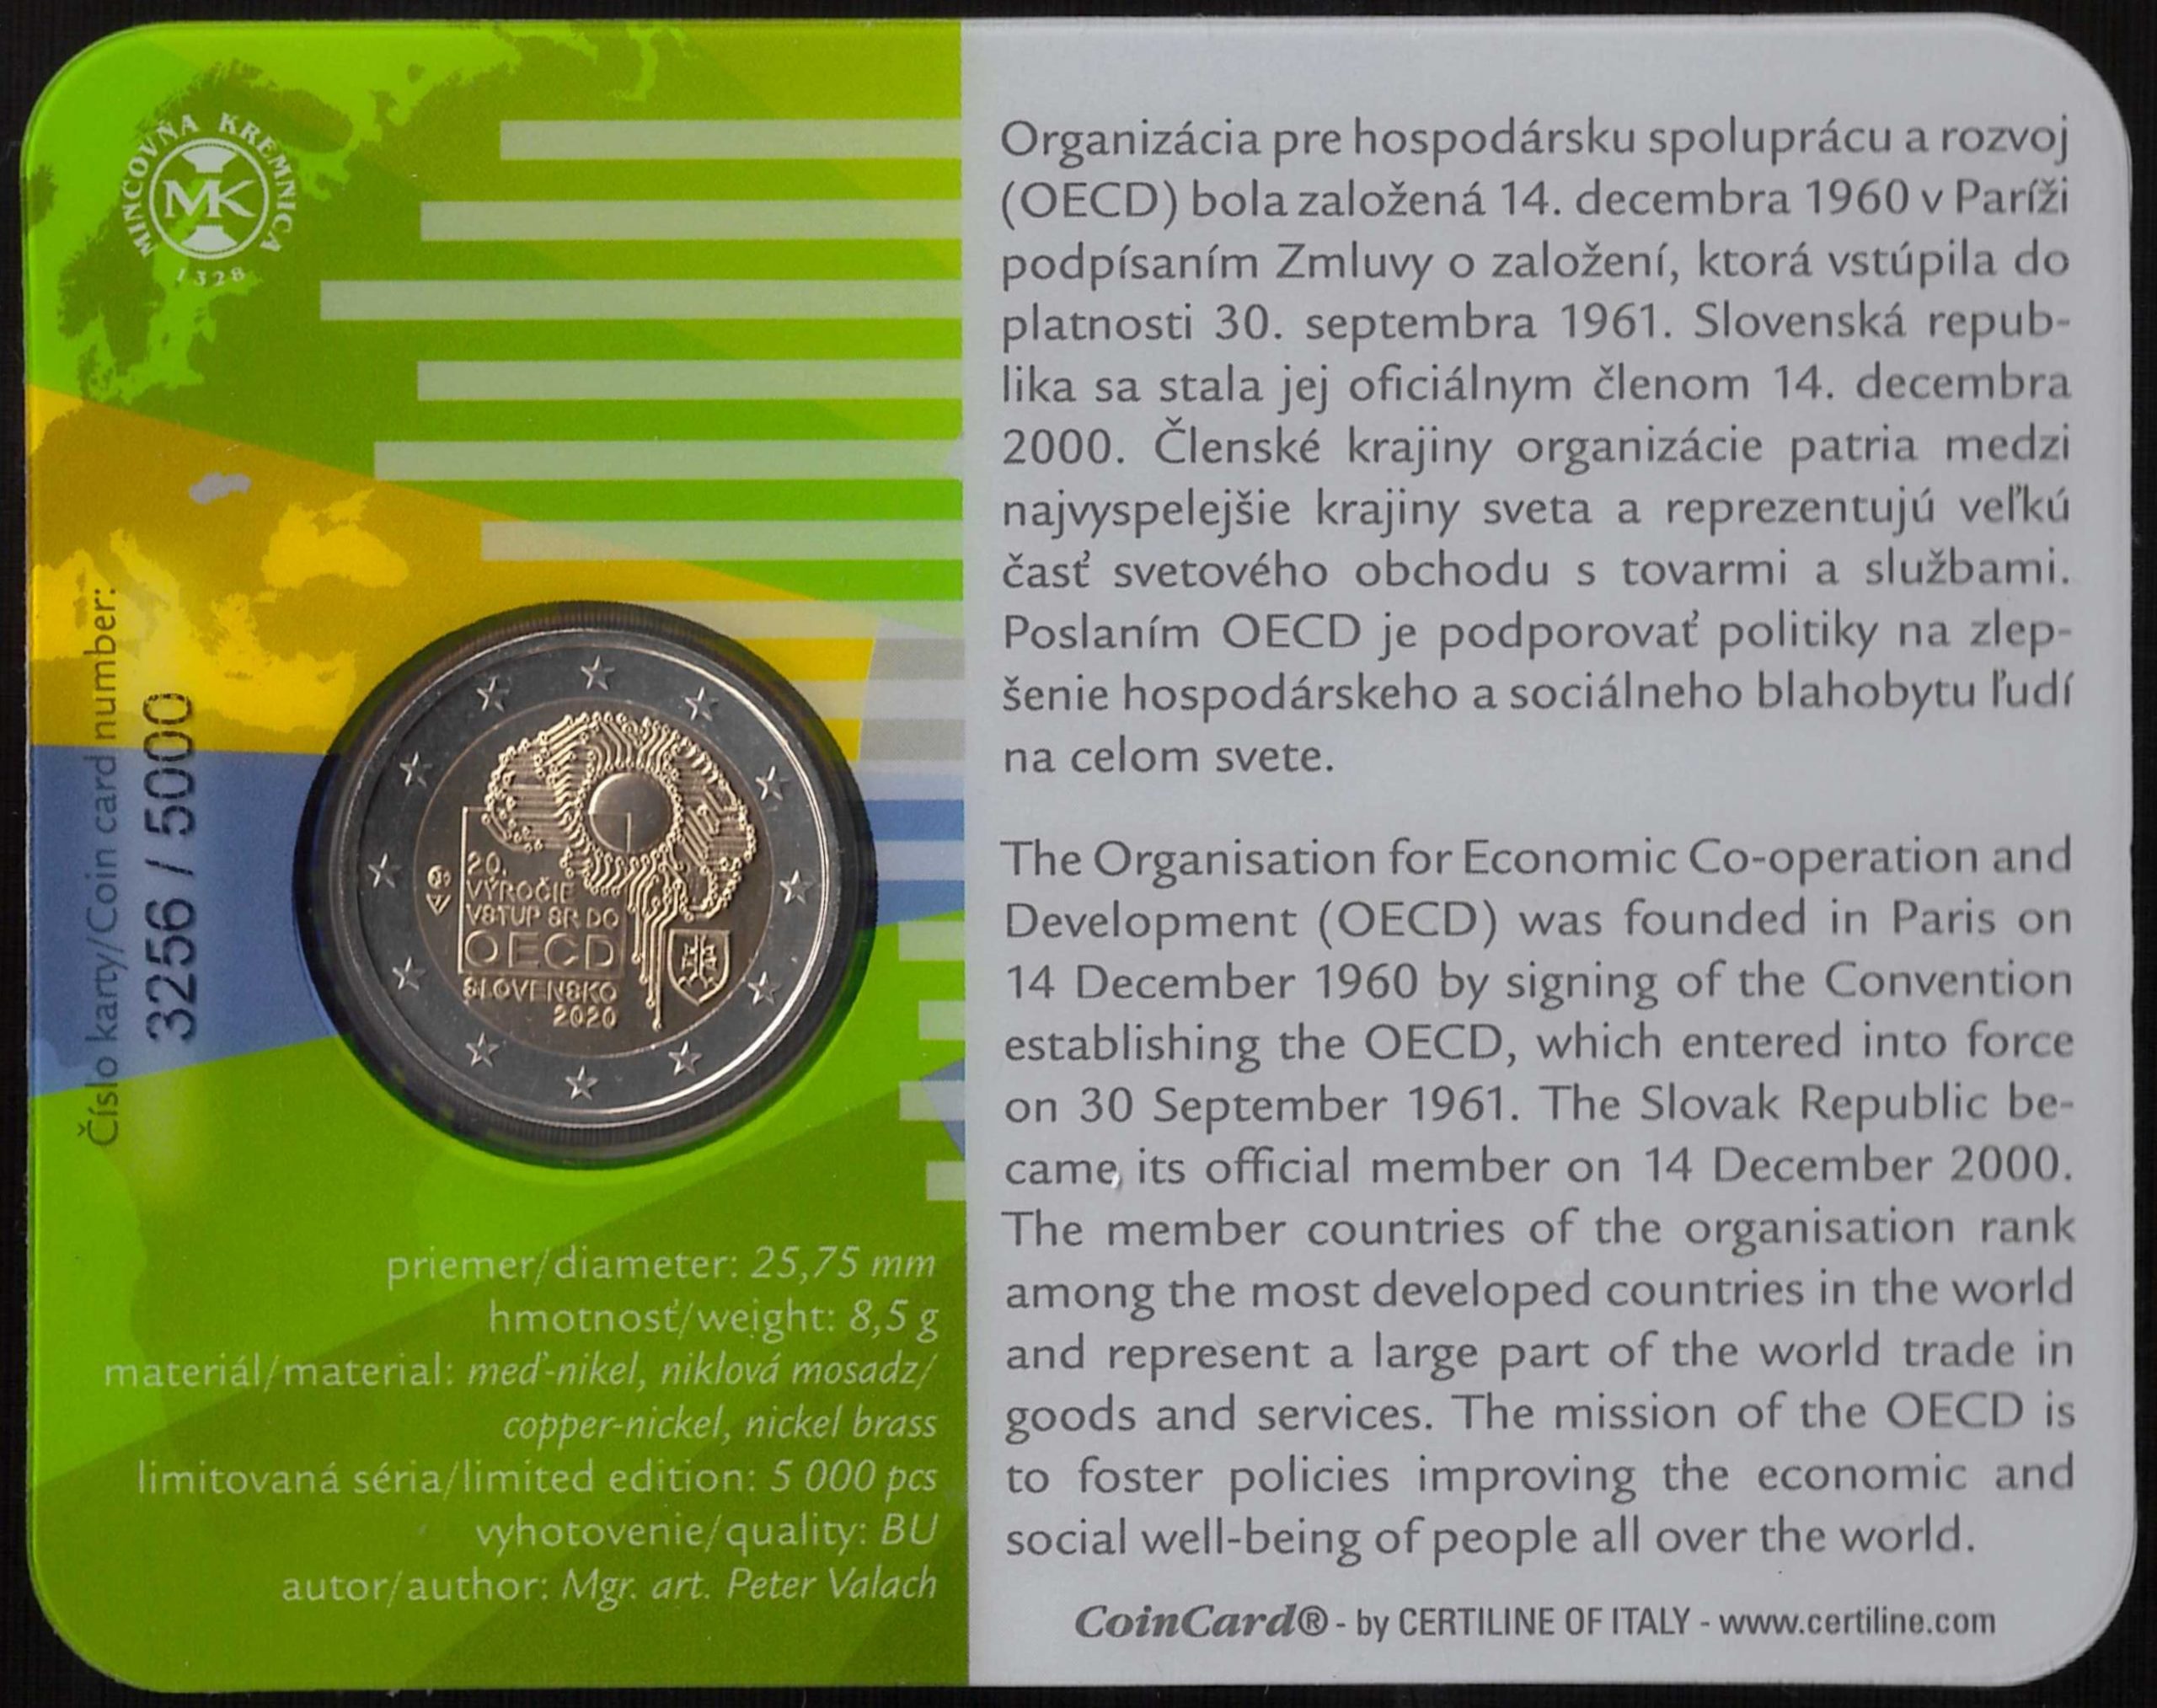 MINCOVŇA KREMNICA
MK
1328
Číslo karty/Coin card number:
3256 / 5000
20.
VÝROČIE
VSTUP SR DO
OECD
SLOVENSKO
2020
priemer/diameter: 25,75 mm
hmotnosť/weight: 8,5 g
materiál/material: meď-nikel, niklová mosadz/
copper-nickel, nickel brass
limitovaná séria/limited edition: 5 000 pcs
vyhotovenie/quality: BU
autor/author: Mgr. art. Peter Valach
Organizácia pre hospodársku spoluprácu a rozvoj
(OECD) bola založená 14. decembra 1960 v Paríži
podpísaním Zmluvy o založení, ktorá vstúpila do
platnosti 30. septembra 1961. Slovenská repub-
lika sa stala jej oficiálnym členom 14. decembra
2000. Členské krajiny organizácie patria medzi
najvyspelejšie krajiny sveta a reprezentujú veľkú
časť svetového obchodu s tovarmi a službami.
Poslaním OECD je podporovať politiky na zlep-
šenie hospodárskeho a sociálneho blahobytu ľudí
na celom svete.
The Organisation for Economic Co-operation and
Development (OECD) was founded in Paris on
14 December 1960 by signing of the Convention
establishing the OECD, which entered into force
on 30 September 1961. The Slovak Republic be-
came its official member on 14 December 2000.
The member countries of the organisation rank
among the most developed countries in the world
and represent a large part of the world trade in
goods and services. The mission of the OECD is
to foster policies improving the economic and
social well-being of people all over the world.
CoinCard® - by CERTILINE OF ITALY - www.certiline.com